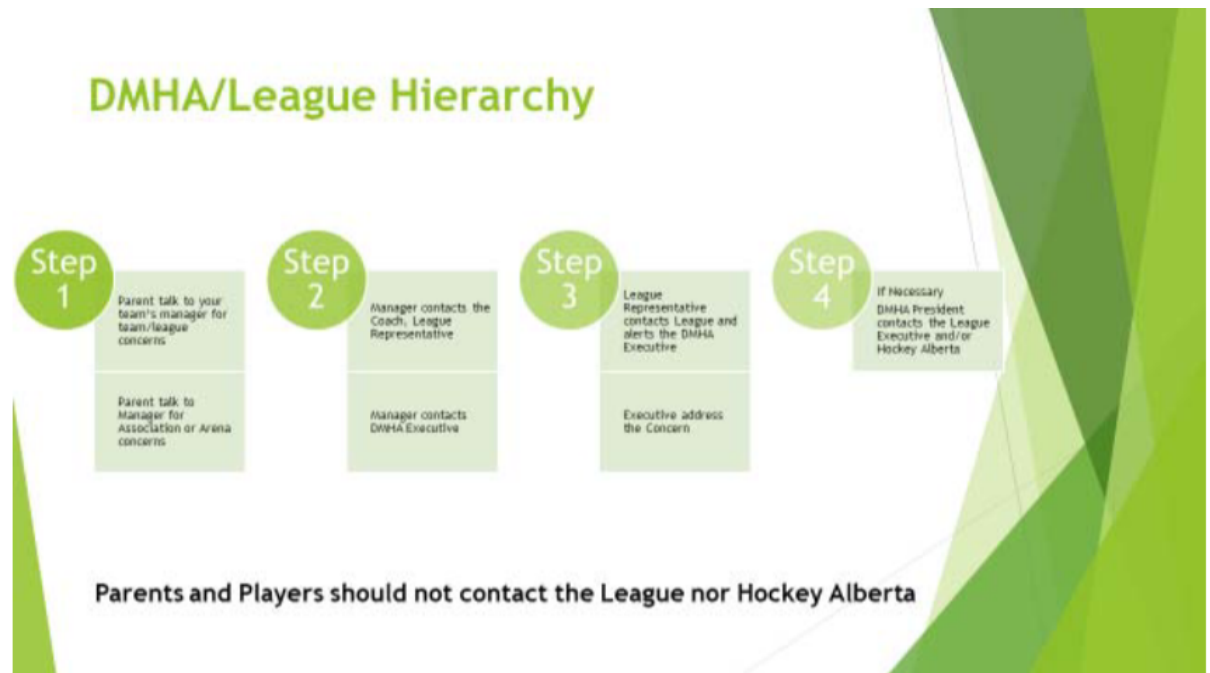 DMHA/League Hierarchy
Step
1
Parent talk to your
team's manager for
team/league
concerns
Parent talk to
Manager for
Association or Arena
concerns
Step
2
Manager contacts the
Coach, League
Representative
Manager contacts
DMHA Executive
Step
3
League
Representative
contacts League and
alerts the DMHA
Executive
Executive address
the Concern
Step
4
If Necessary
DMHA President
contacts the League
Executive and/or
Hockey Alberta
Parents and Players should not contact the League nor Hockey Alberta